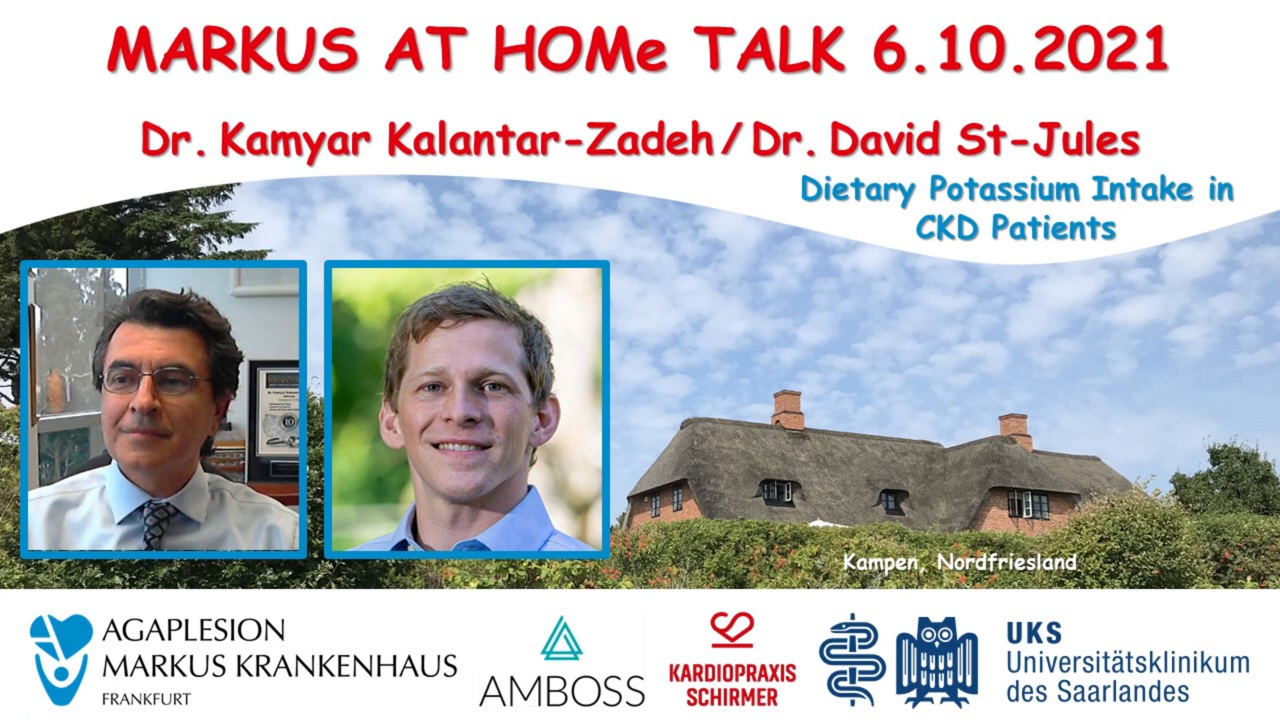 MARKUS AT HOMe TALK 6.10.2021
Dr. Kamyar Kalantar-Zadeh/Dr. David St-Jules
Dietary Potassium Intake in
CKD Patients
10
Kampen, Nordfriesland
AGAPLESION
MARKUS KRANKENHAUS
FRANKFURT
AMBOSS
KARDIOPRAXIS
SCHIRMER
UKS
Universitätsklinikum
des Saarlandes